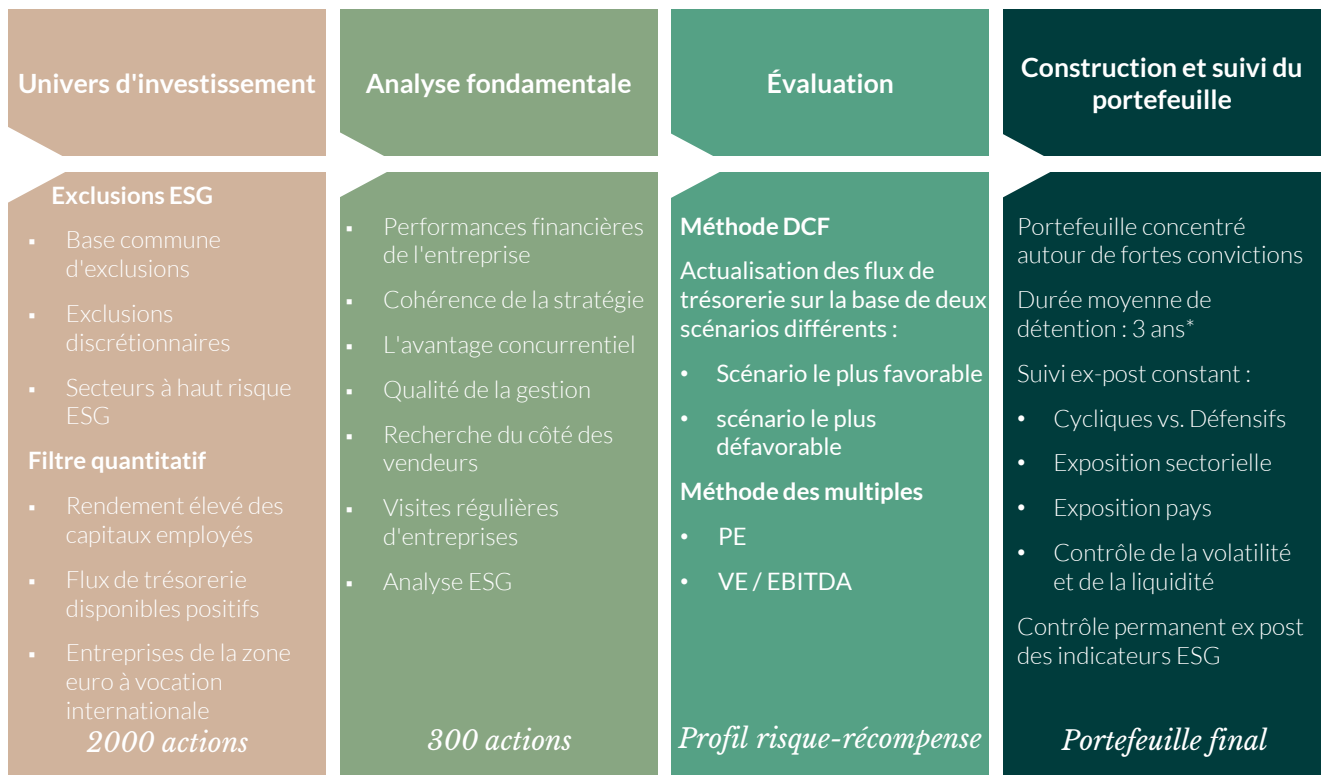 Univers d'investissement
Exclusions ESG
▪ Base commune
d'exclusions
▪ Exclusions
discrétionnaires
▪ Secteurs à haut risque
ESG
Filtre quantitatif
▪ Rendement élevé des
capitaux employés
▪ Flux de trésorerie
disponibles positifs
▪ Entreprises de la zone
euro à vocation
internationale
2000 actions
Analyse fondamentale
▪ Performances financières
de l'entreprise
▪ Cohérence de la stratégie
▪ L'avantage concurrentiel
▪ Qualité de la gestion
▪ Recherche du côté des
vendeurs
▪ Visites régulières
d'entreprises
▪ Analyse ESG
300 actions
Évaluation
Méthode DCF
Actualisation des flux de
trésorerie sur la base de deux
scénarios différents :
• Scénario le plus favorable
• scénario le plus
défavorable
Méthode des multiples
• PE
• VE / EBITDA
Profil risque-récompense
Construction et suivi du
portefeuille
Portefeuille concentré
autour de fortes convictions
Durée moyenne de
détention : 3 ans*
Suivi ex-post constant :
• Cycliques vs. Défensifs
• Exposition sectorielle
• Exposition pays
• Contrôle de la volatilité
et de la liquidité
Contrôle permanent ex post
des indicateurs ESG
Portefeuille final